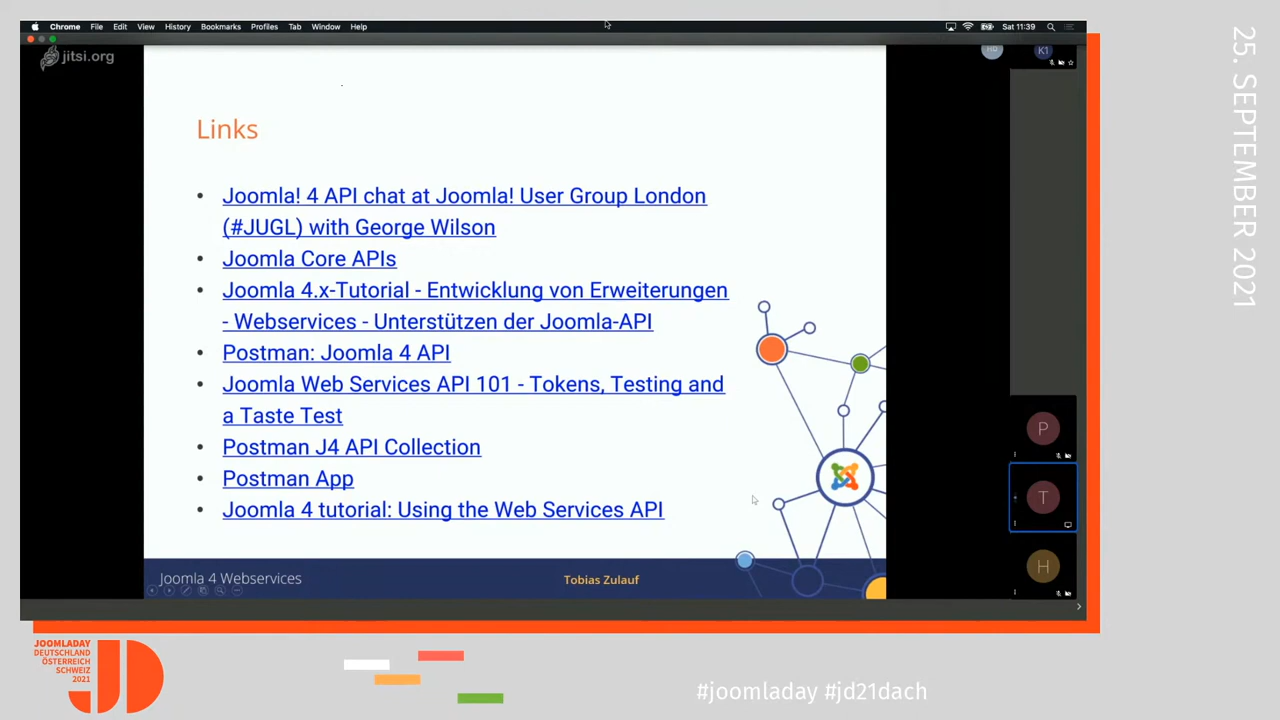 Chrome File Edit View History Bookmarks Profiles Tab Window Help
Sat 11:39
jitsi.org
HD
K1
Links
• Joomla! 4 API chat at Joomla! User Group London
(#JUGL) with George Wilson
• Joomla Core APIs
• Joomla 4.x-Tutorial - Entwicklung von Erweiterungen
- Webservices - Unterstützen der Joomla-API
• Postman: Joomla 4 API
• Joomla Web Services API 101 - Tokens, Testing and
a Taste Test
• Postman J4 API Collection
• Postman App
• Joomla 4 tutorial: Using the Web Services API
P
T
H
Joomla 4 Webservices
Tobias Zulauf
25. SEPTEMBER 2021
JOOMLADAY
DEUTSCHLAND
ÖSTERREICH
SCHWEIZ
2021
JD
#joomladay #jd21dach